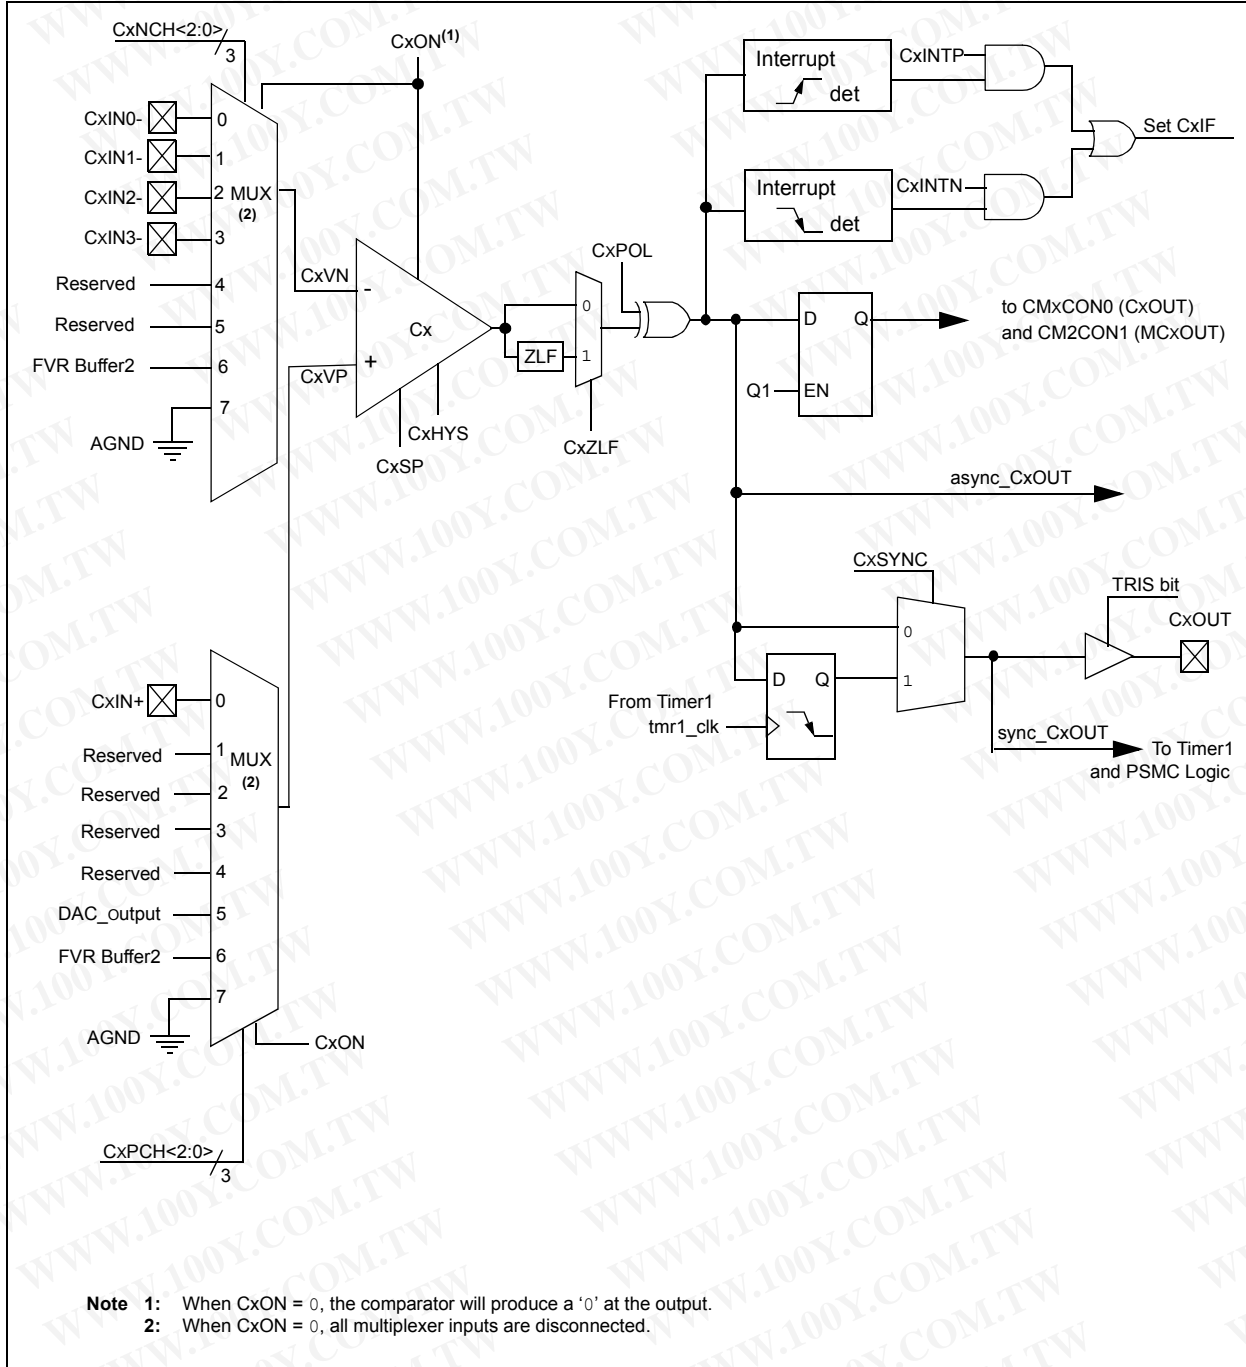 CxNCH<2:0>
3
CxON(1)
CxIN0-
CxIN1-
CxIN2-
CxIN3-
Reserved
Reserved
FVR Buffer2
AGND
0
1
2 MUX
(2)
3
4
5
6
7
CxVN
CxVP
-
+
Cx
CxSP
CxHYS
ZLF
0
1
CxZLF
CxPOL
Interrupt
det
CxINTP
Interrupt
det
CxINTN
Set CxIF
D Q
Q1
EN
to CMxCON0 (CxOUT)
and CM2CON1 (MCxOUT)
async_CxOUT
CxSYNC
0
1
D Q
From Timer1
tmr1_clk
TRIS bit
CxOUT
sync_CxOUT
To Timer1
and PSMC Logic
CxIN+
Reserved
Reserved
Reserved
Reserved
DAC_output
FVR Buffer2
AGND
0
1 MUX
(2)
2
3
4
5
6
7
CxON
CxPCH<2:0>
3
Note 1: When CxON = 0, the comparator will produce a ‘0’ at the output.
2: When CxON = 0, all multiplexer inputs are disconnected.
WWW.100Y.COM.TW